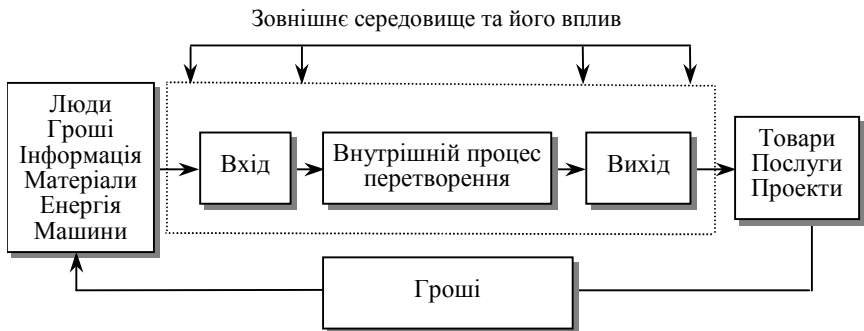 Зовнішнє середовище та його вплив
Люди
Гроші
Інформація
Матеріали
Енергія
Машини
Вхід
Внутрішній процес
перетворення
Вихід
Товари
Послуги
Проекти
Гроші